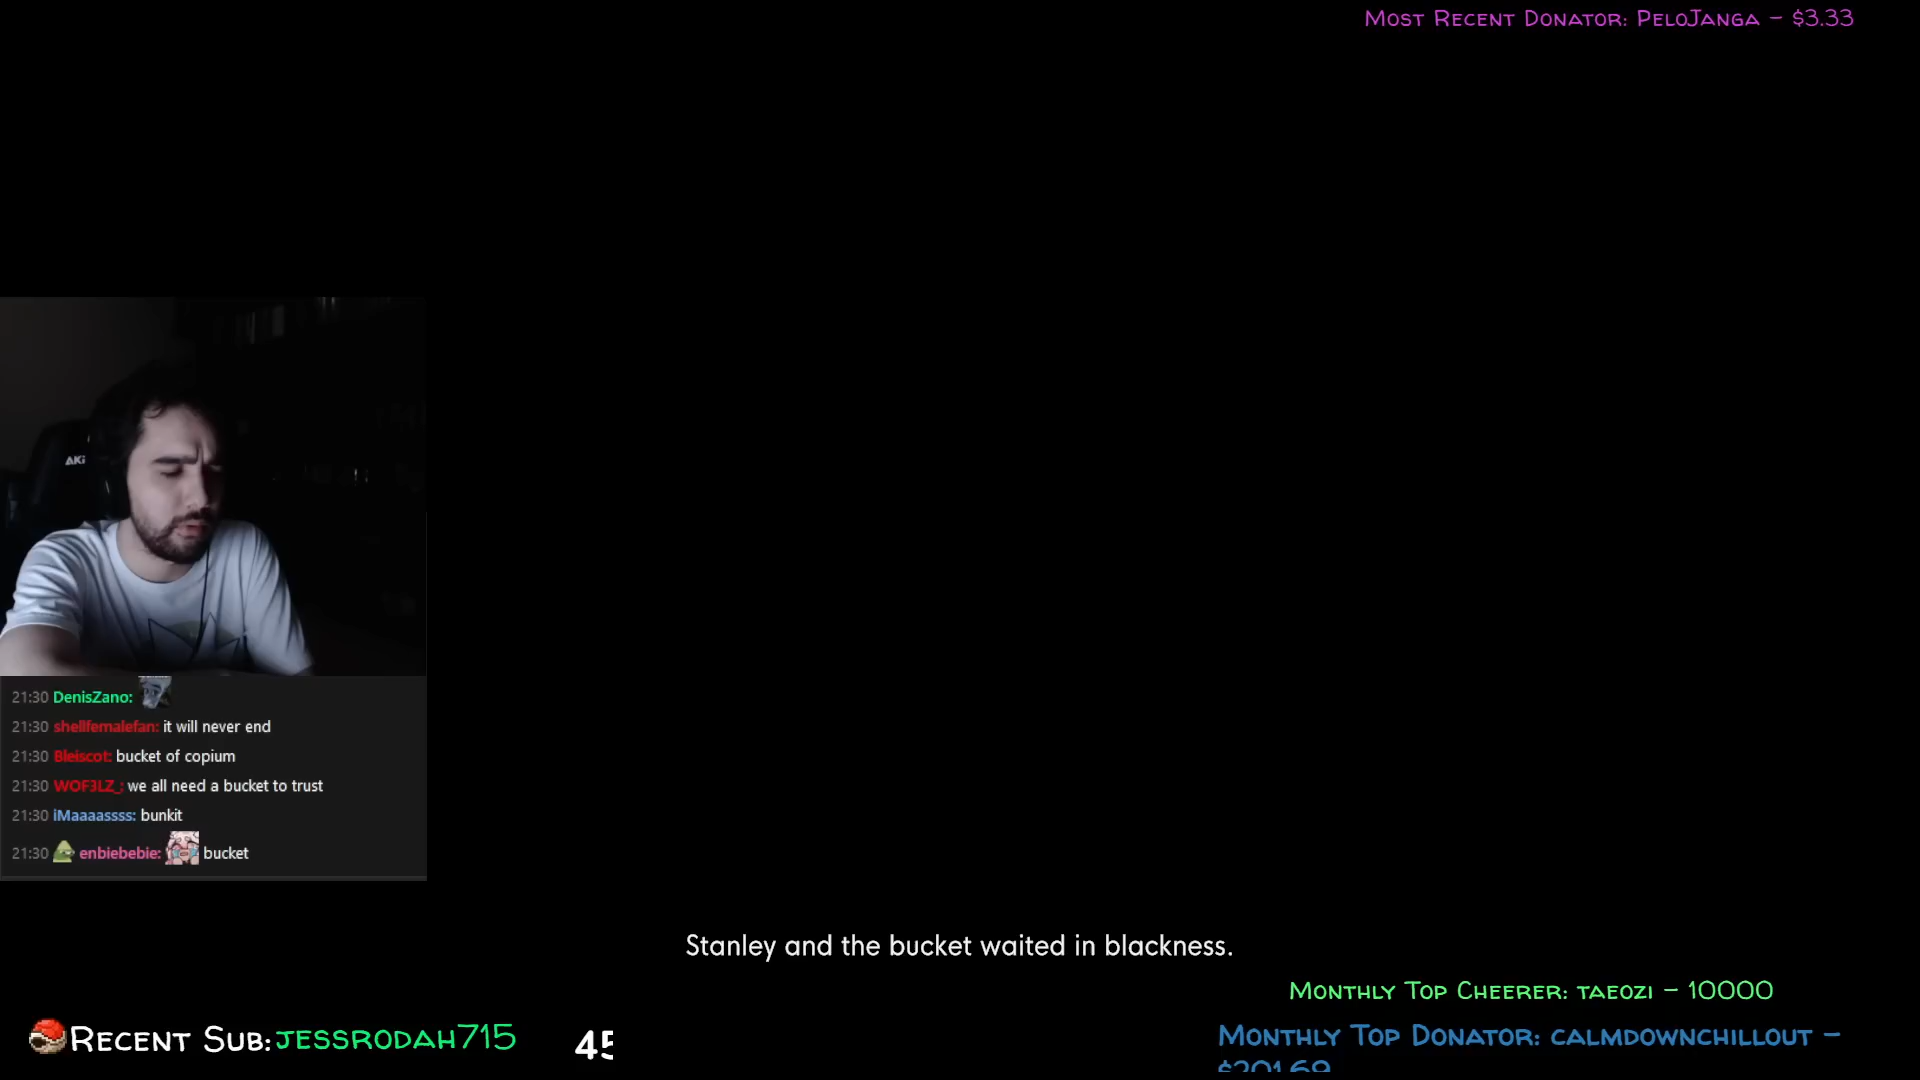 Most Recent Donator: PeloJanga - $3.33
AKi
21:30 DenisZano:
21:30 shellfemalefan: it will never end
21:30 Bleiscot: bucket of copium
21:30 WOF3LZ_: we all need a bucket to trust
21:30 iMaaaassss: bunkit
21:30 enbiebebie: bucket
Stanley and the bucket waited in blackness.
Monthly Top Cheerer: taeozi - 10000
Recent Sub: jessrodah715
45
Monthly Top Donator: calmdownchillout -
$201.69